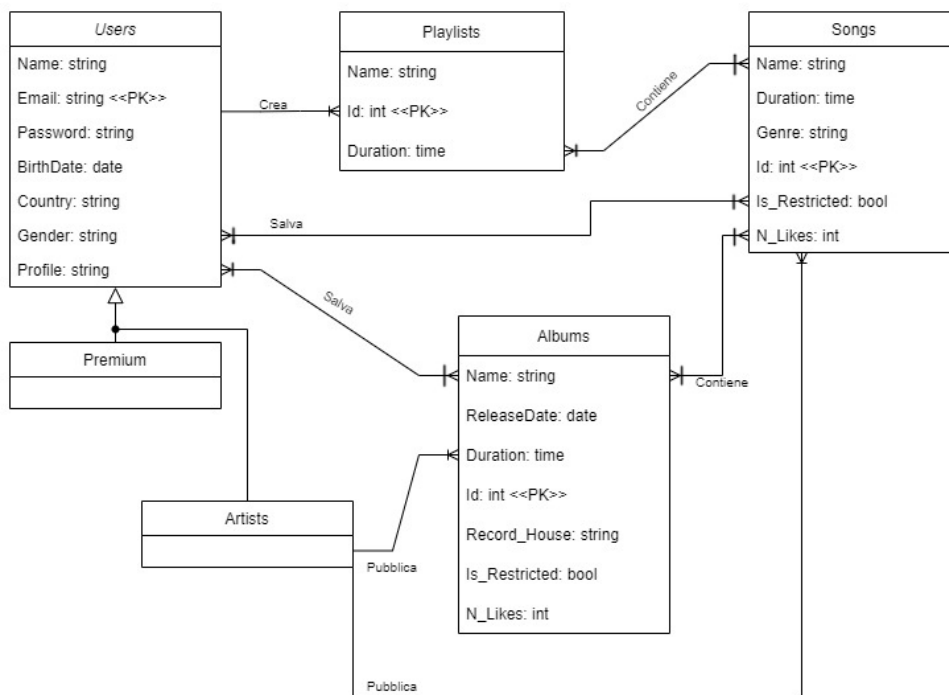 Users
Name: string
Email: string <<PK>>
Password: string
BirthDate: date
Country: string
Gender: string
Profile: string
Crea
Playlists
Name: string
Id: int <<PK>>
Duration: time
Contiene
Songs
Name: string
Duration: time
Genre: string
Id: int <<PK>>
Is_Restricted: bool
N_Likes: int
Salva
Salva
Premium
Albums
Name: string
ReleaseDate: date
Duration: time
Id: int <<PK>>
Record_House: string
Is_Restricted: bool
N_Likes: int
Contiene
Artists
Pubblica
Pubblica